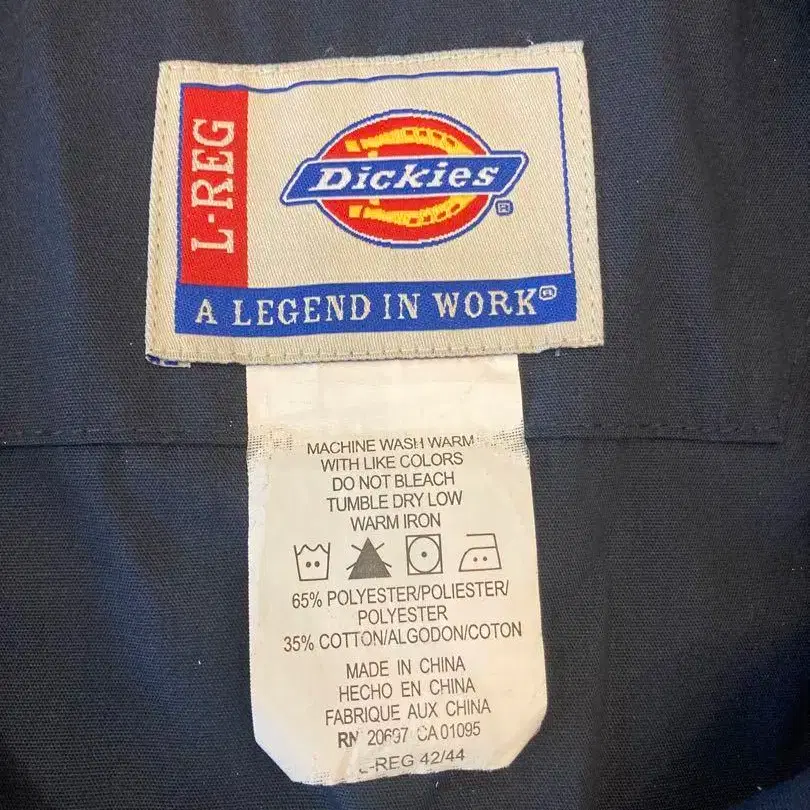 L-REG
Dickies®
A LEGEND IN WORK®
MACHINE WASH WARM
WITH LIKE COLORS
DO NOT BLEACH
TUMBLE DRY LOW
WARM IRON
65% POLYESTER/POLIESTER/
POLYESTER
35% COTTON/ALGODON/COTON
MADE IN CHINA
HECHO EN CHINA
FABRIQUE AUX CHINA
RN 20697 CA 01095
L-REG 42/44